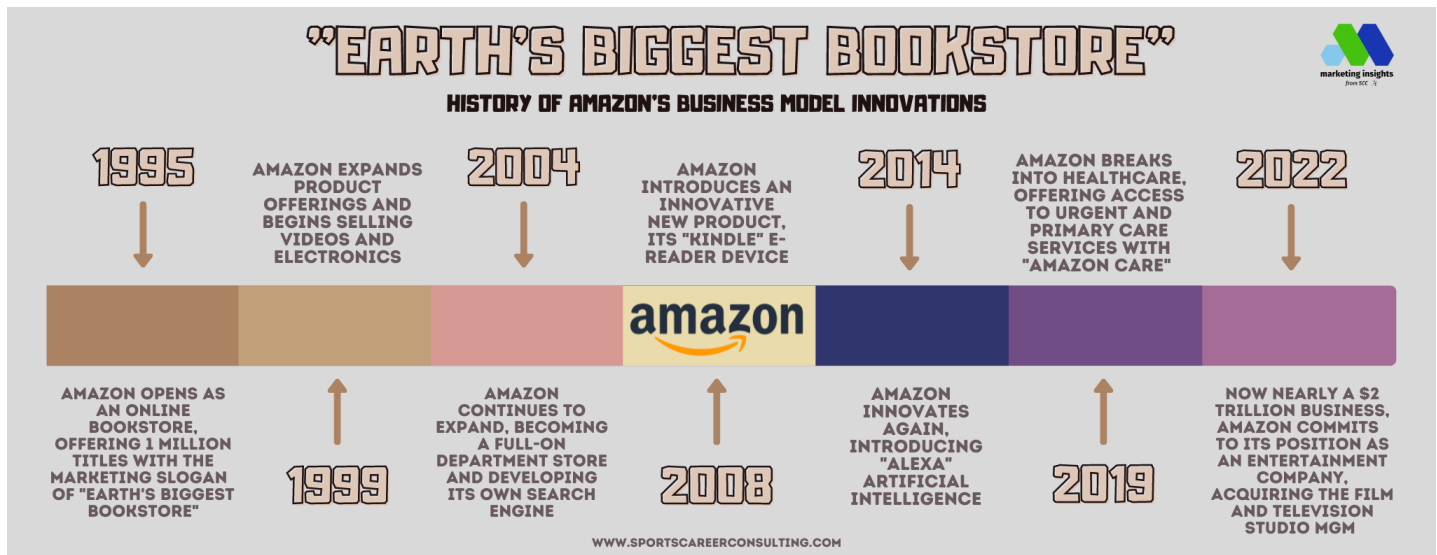 ”EARTH'S BIGGEST BOOKSTORE”
marketing insights
from SCC
HISTORY OF AMAZON'S BUSINESS MODEL INNOVATIONS
1995
AMAZON OPENS AS
AN ONLINE
BOOKSTORE,
OFFERING 1 MILLION
TITLES WITH THE
MARKETING SLOGAN
OF "EARTH'S BIGGEST
BOOKSTORE"
AMAZON EXPANDS
PRODUCT
OFFERINGS AND
BEGINS SELLING
VIDEOS AND
ELECTRONICS
1999
2004
AMAZON
CONTINUES TO
EXPAND, BECOMING
A FULL-ON
DEPARTMENT STORE
AND DEVELOPING
ITS OWN SEARCH
ENGINE
AMAZON
INTRODUCES AN
INNOVATIVE
NEW PRODUCT,
ITS "KINDLE" E-
READER DEVICE
amazon
2008
2014
AMAZON
INNOVATES
AGAIN,
INTRODUCING
"ALEXA"
ARTIFICIAL
INTELLIGENCE
AMAZON BREAKS
INTO HEALTHCARE,
OFFERING ACCESS
TO URGENT AND
PRIMARY CARE
SERVICES WITH
"AMAZON CARE"
2019
2022
NOW NEARLY A $2
TRILLION BUSINESS,
AMAZON COMMITS
TO ITS POSITION AS
AN ENTERTAINMENT
COMPANY,
ACQUIRING THE FILM
AND TELEVISION
STUDIO MGM
WWW.SPORTSCAREERCONSULTING.COM